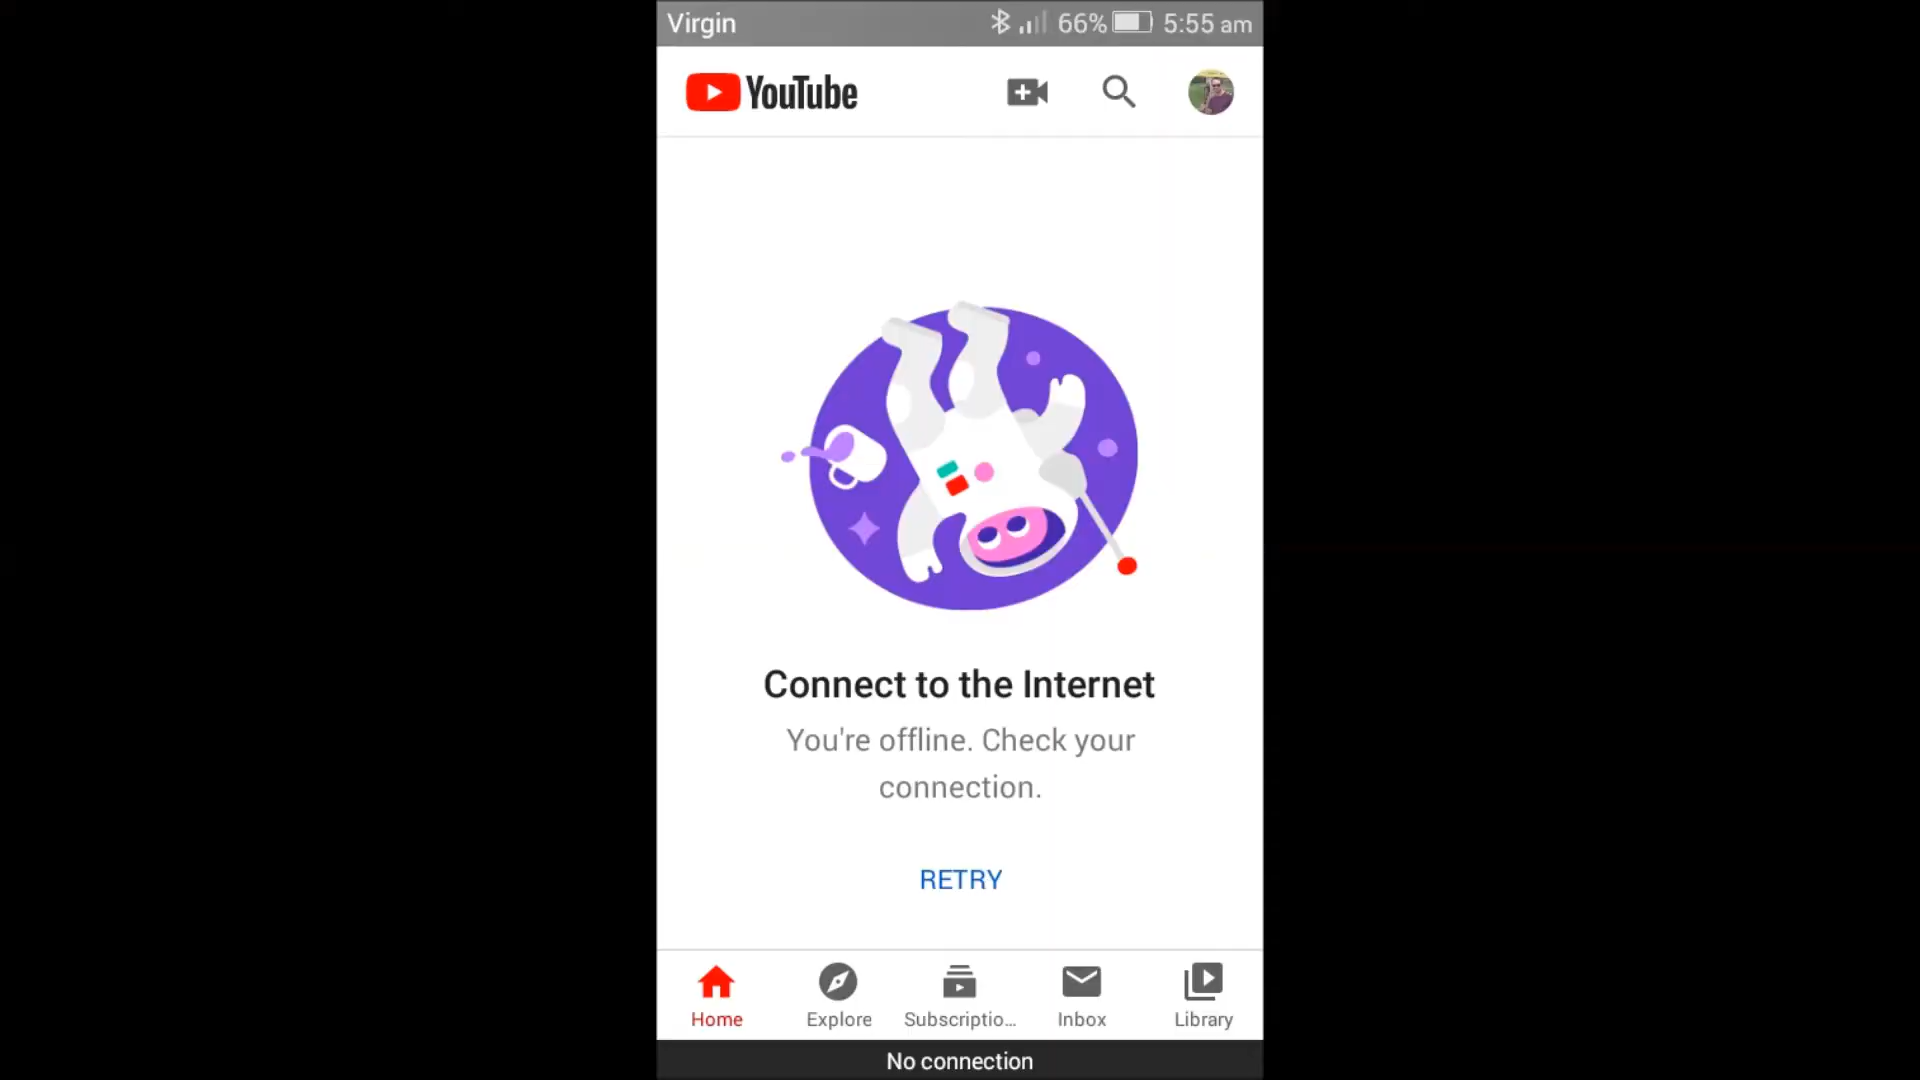 Virgin 66% 5:55 am
YouTube
Connect to the Internet
You're offline. Check your
connection.
RETRY
Home Explore Subscriptio... Inbox Library
No connection